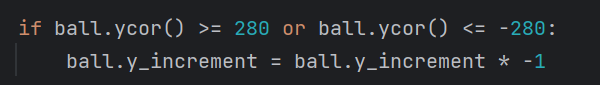 if ball.ycor() >= 280 or ball.ycor() <= -280:
    ball.y_increment = ball.y_increment * -1